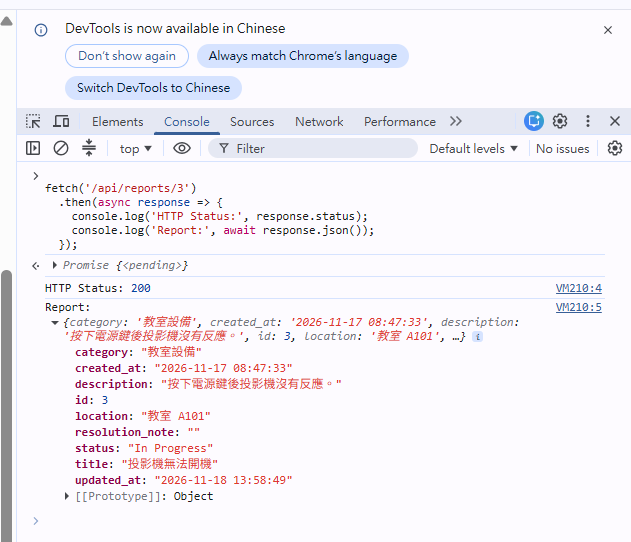 DevTools is now available in Chinese
Don't show again
Always match Chrome's language
Switch DevTools to Chinese
Elements
Console
Sources
Network
Performance
top
Filter
Default levels
No issues
fetch('/api/reports/3')
.then(async response => {
console.log('HTTP Status:', response.status);
console.log('Report:', await response.json());
});
Promise {<pending>}
HTTP Status: 200
VM210:4
Report:
VM210:5
{category: '教室設備', created_at: '2026-11-17 08:47:33', description:
'按下電源鍵後投影機沒有反應。', id: 3, location: '教室 A101', …}
category: "教室設備"
created_at: "2026-11-17 08:47:33"
description: "按下電源鍵後投影機沒有反應。"
id: 3
location: "教室 A101"
resolution_note: ""
status: "In Progress"
title: "投影機無法開機"
updated_at: "2026-11-18 13:58:49"
[[Prototype]]: Object